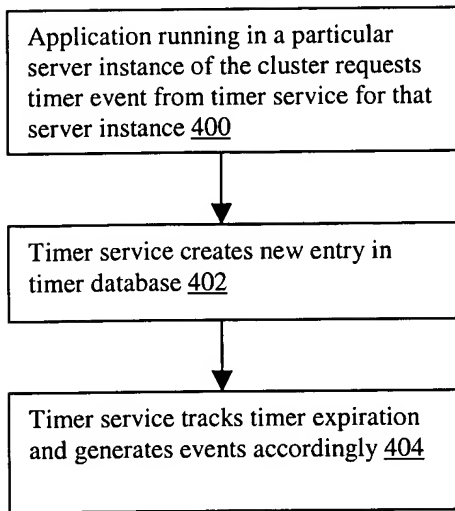 Application running in a particular
server instance of the cluster requests
timer event from timer service for that
server instance 400
Timer service creates new entry in
timer database 402
Timer service tracks timer expiration
and generates events accordingly 404